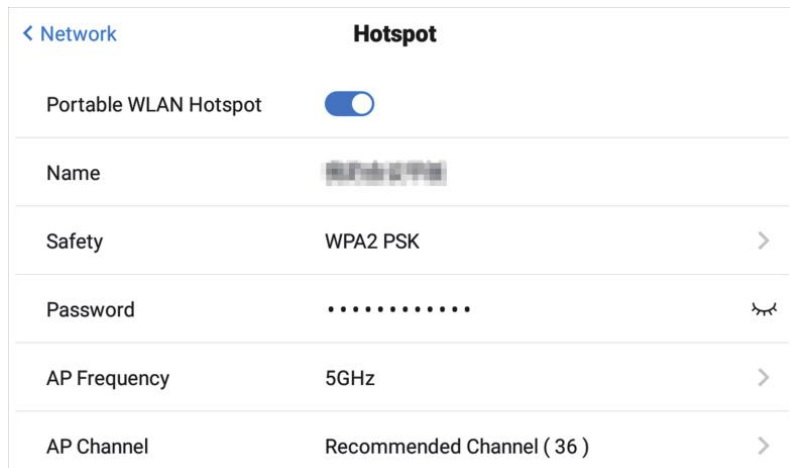 Network
Hotspot
Portable WLAN Hotspot
Name
Safety WPA2 PSK
Password ············
AP Frequency 5GHz
AP Channel Recommended Channel ( 36 )